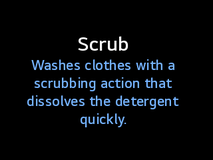 Scrub
Washes clothes with a
scrubbing action that
dissolves the detergent
quickly.